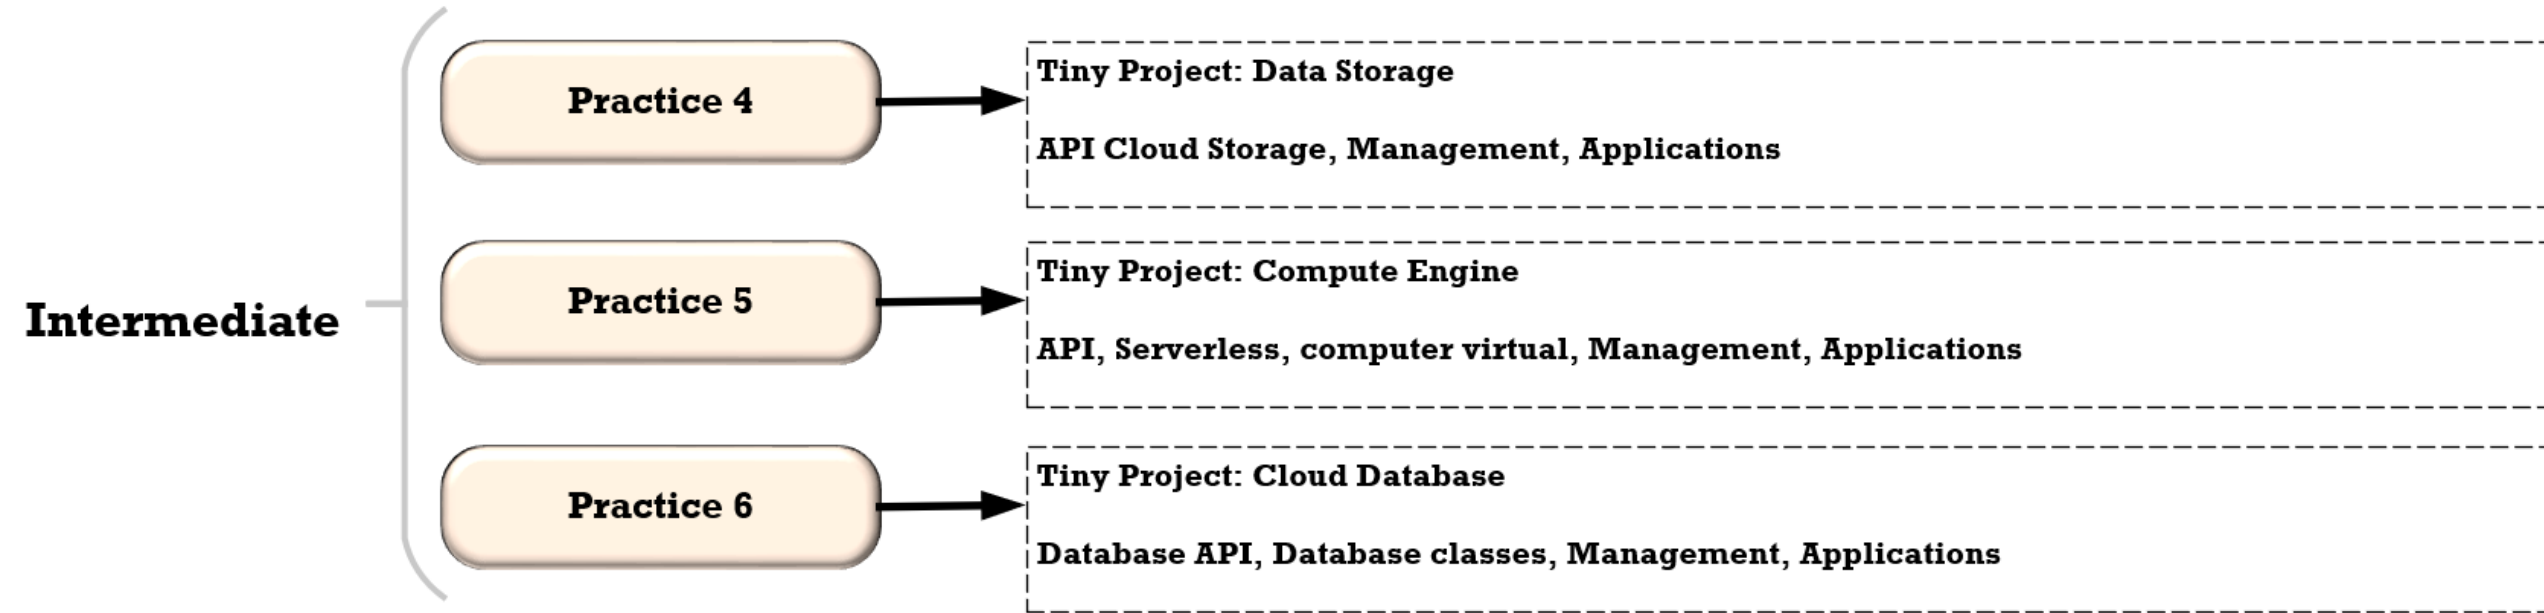 Intermediate
Practice 4
Tiny Project: Data Storage
API Cloud Storage, Management, Applications
Practice 5
Tiny Project: Compute Engine
API, Serverless, computer virtual, Management, Applications
Practice 6
Tiny Project: Cloud Database
Database API, Database classes, Management, Applications